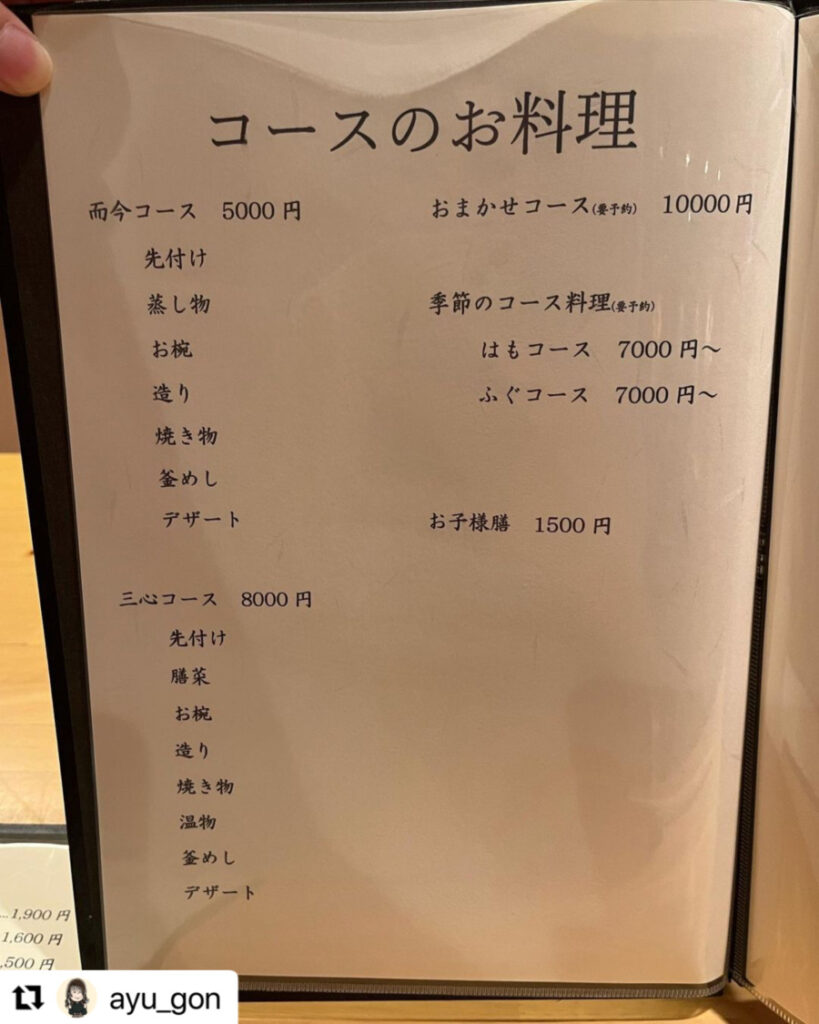 コースのお料理
而今コース 5000円
先付け
蒸し物
お椀
造り
焼き物
釜めし
デザート
三心コース 8000円
先付け
膳菜
お椀
造り
焼き物
温物
釜めし
デザート
おまかせコース(要予約) 10000円
季節のコース料理(要予約)
はもコース 7000円～
ふぐコース 7000円～
お子様膳 1500円
...1,900円
1,600円
,500円
ayu_gon